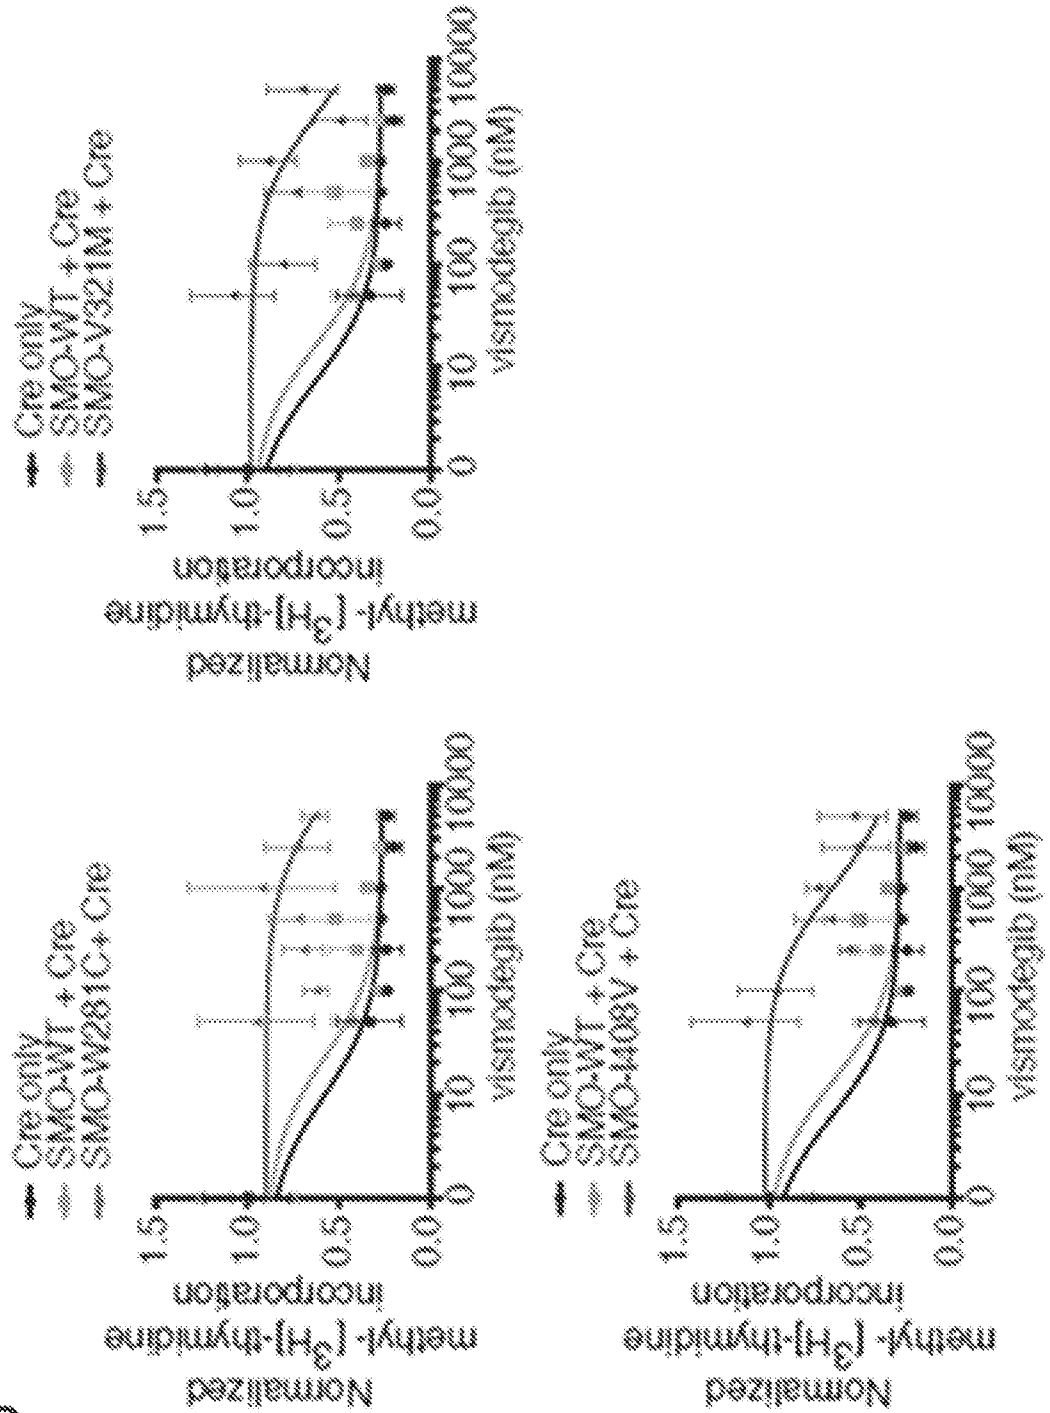 Cre only
SMO-WT + Cre
SMO-W281C + Cre
Normalized
methyl-[³H]-thymidine
incorporation
1.5
1.0
0.5
0.0
0 10 100 1000 10000
vismodegib (nM)
Cre only
SMO-WT + Cre
SMO-V321M + Cre
Normalized
methyl-[³H]-thymidine
incorporation
1.5
1.0
0.5
0.0
0 10 100 1000 10000
vismodegib (nM)
Cre only
SMO-WT + Cre
SMO-I408V + Cre
Normalized
methyl-[³H]-thymidine
incorporation
1.5
1.0
0.5
0.0
0 10 100 1000 10000
vismodegib (nM)